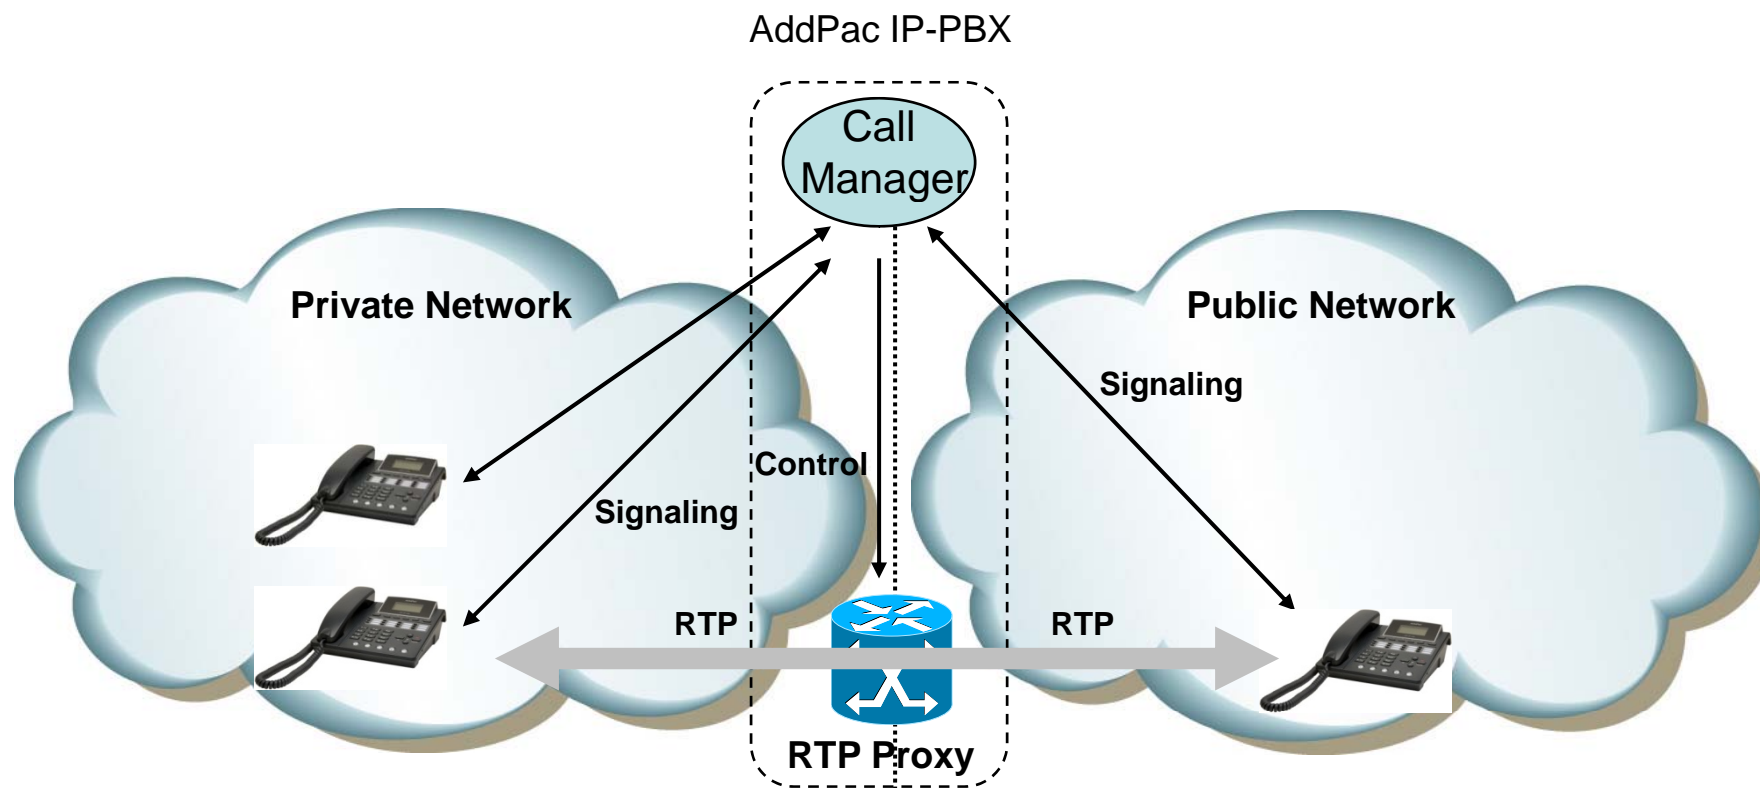 AddPac IP-PBX
Call
Manager
Private Network
Public Network
Signaling
Control
Signaling
RTP
RTP
RTP Proxy